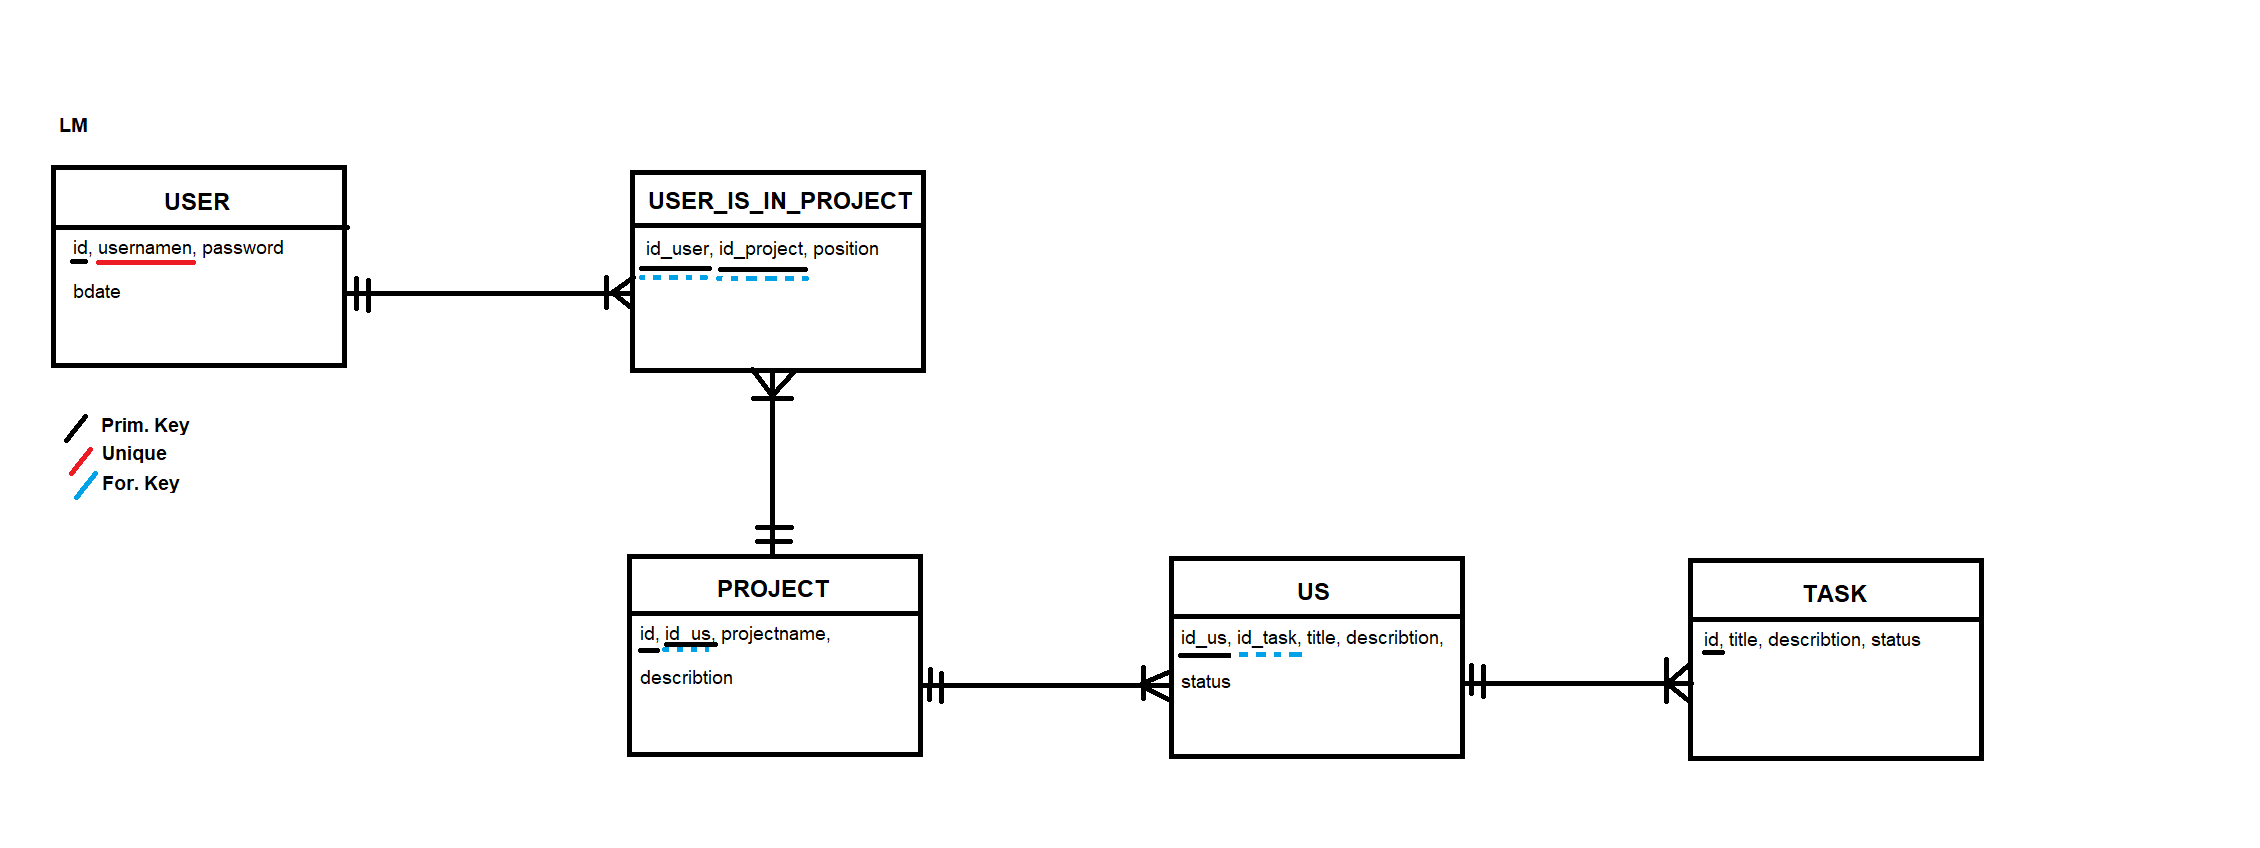 LM
USER
id, usernamen, password
bdate
USER_IS_IN_PROJECT
id_user, id_project, position
Prim. Key
Unique
For. Key
PROJECT
id, id_us, projectname,
describtion
US
id_us, id_task, title, describtion,
status
TASK
id, title, describtion, status